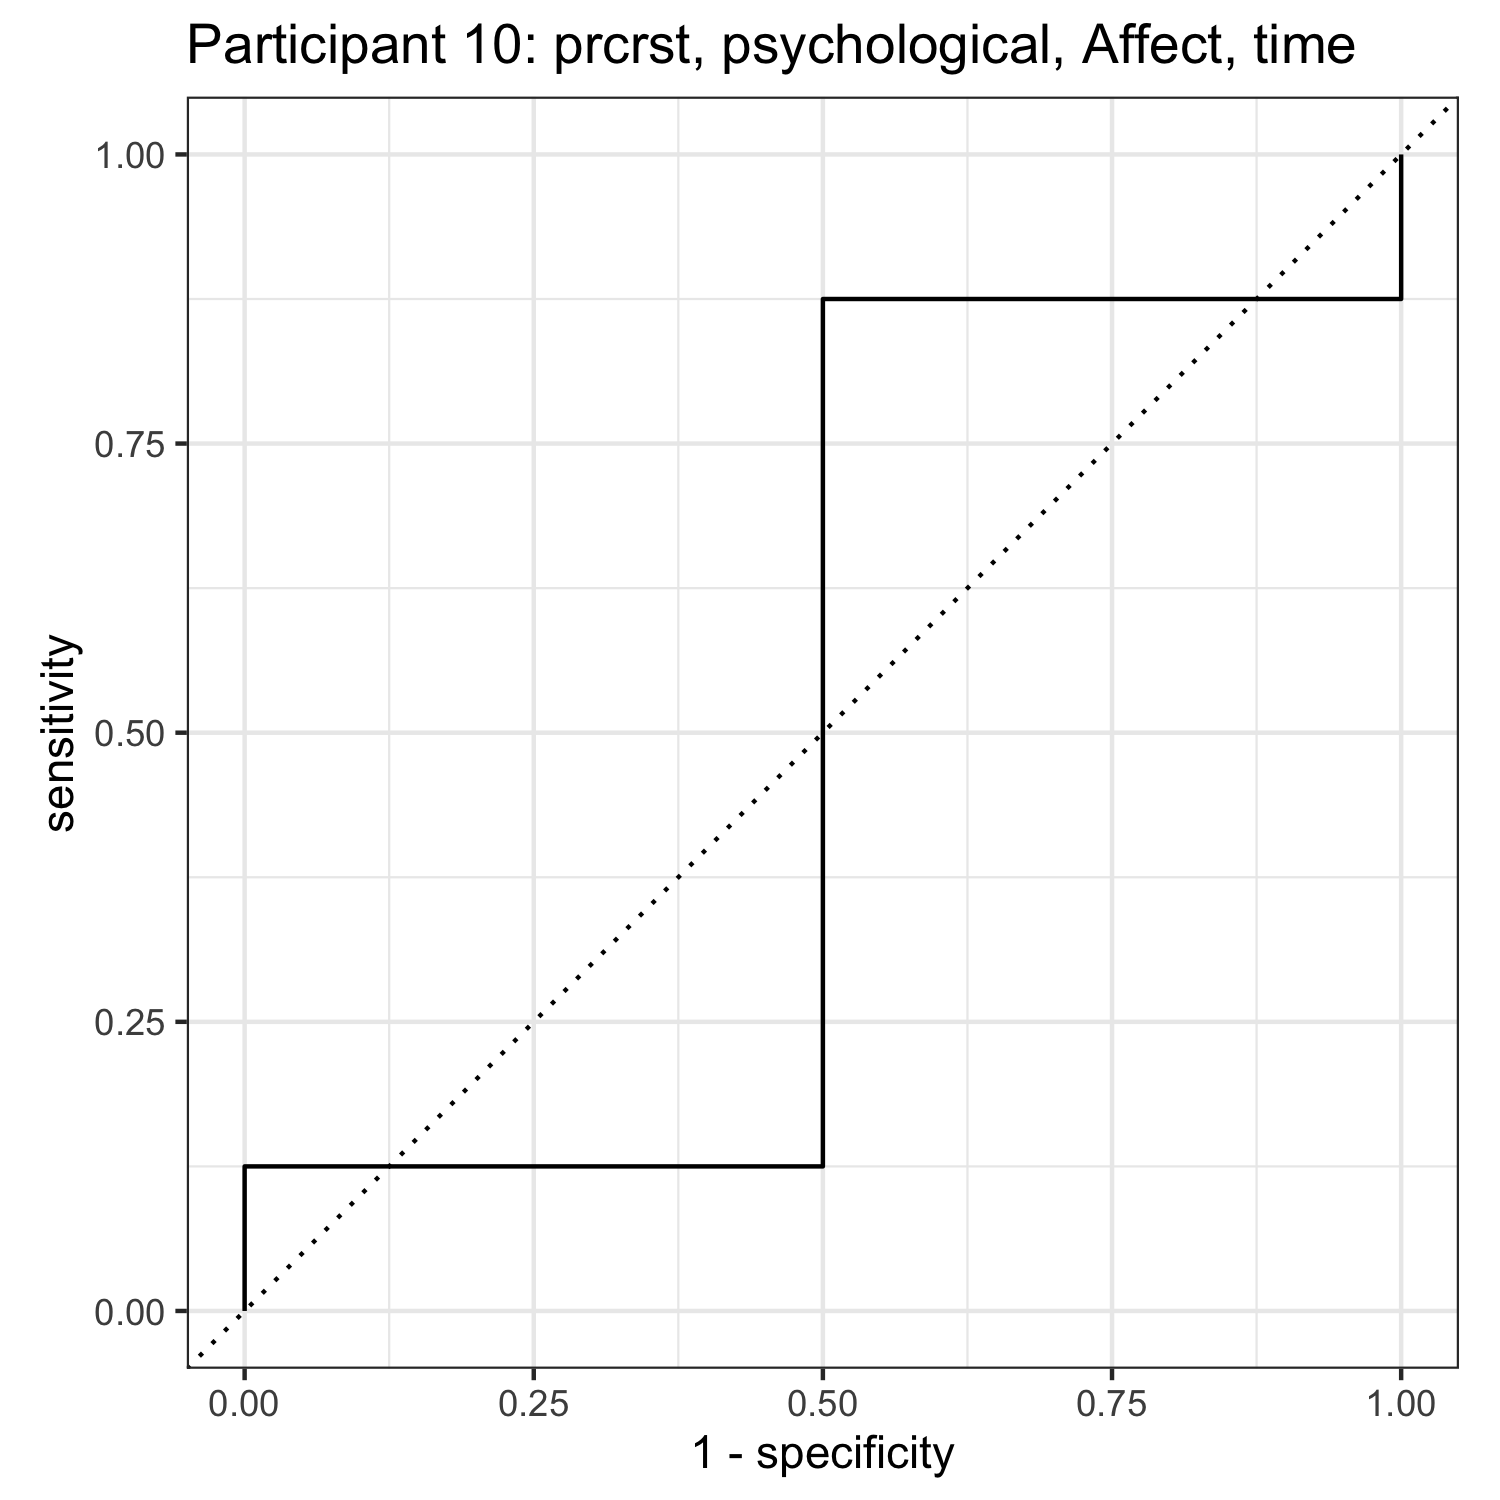 Participant 10: prcrst, psychological, Affect, time
1.00
0.75
0.50
0.25
0.00
sensitivity
0.00 0.25 0.50 0.75 1.00
1 - specificity